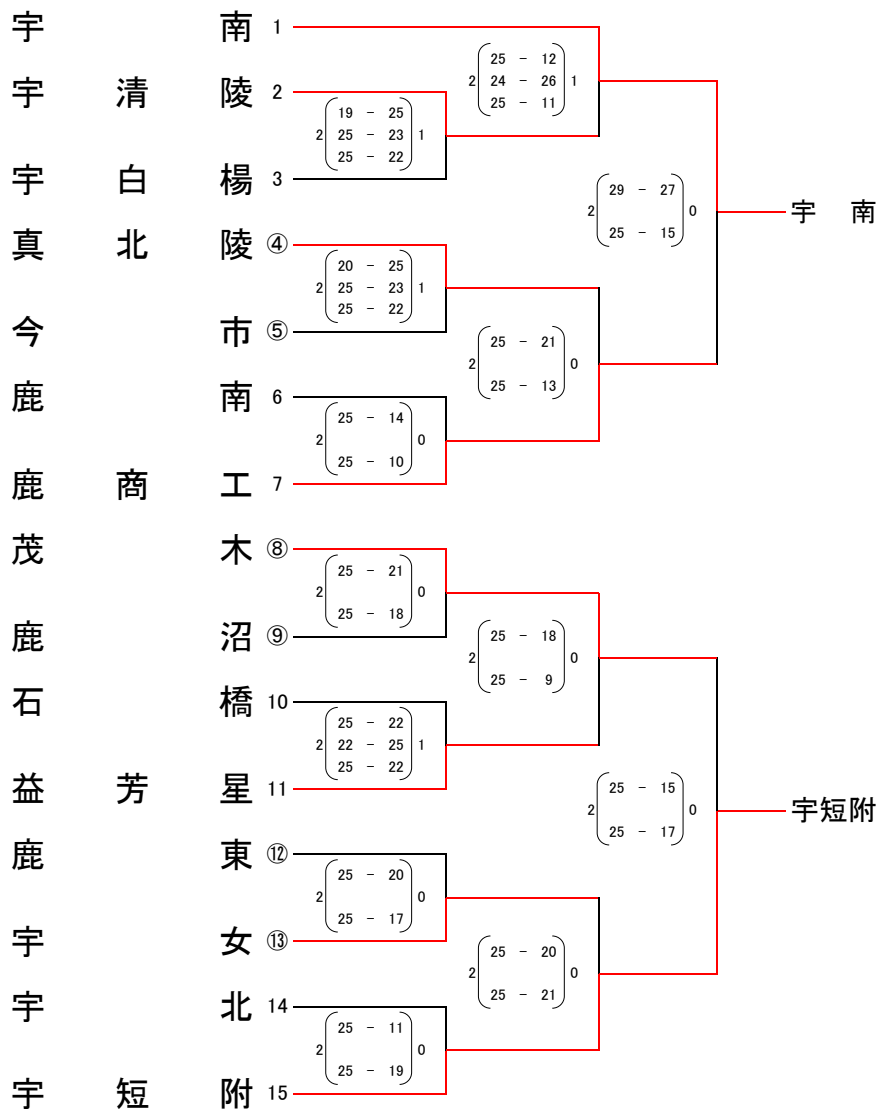 宇南 1
25 - 12
2 24 - 26 1
25 - 11
宇清陵 2
19 - 25
2 25 - 23 1
25 - 22
宇白楊 3
29 - 27
2 0
25 - 15
宇南
真北陵 ④
20 - 25
2 25 - 23 1
25 - 22
今市 ⑤
25 - 21
2 0
25 - 13
鹿南 6
25 - 14
2 0
25 - 10
鹿商工 7
茂木 ⑧
25 - 21
2 0
25 - 18
鹿沼 ⑨
25 - 18
2 0
25 - 9
石橋 10
25 - 22
2 22 - 25 1
25 - 22
益芳星 11
25 - 15
2 0
25 - 17
宇短附
鹿東 ⑫
25 - 20
2 0
25 - 17
宇女 ⑬
25 - 20
2 0
25 - 21
宇北 14
25 - 11
2 0
25 - 19
宇短附 15